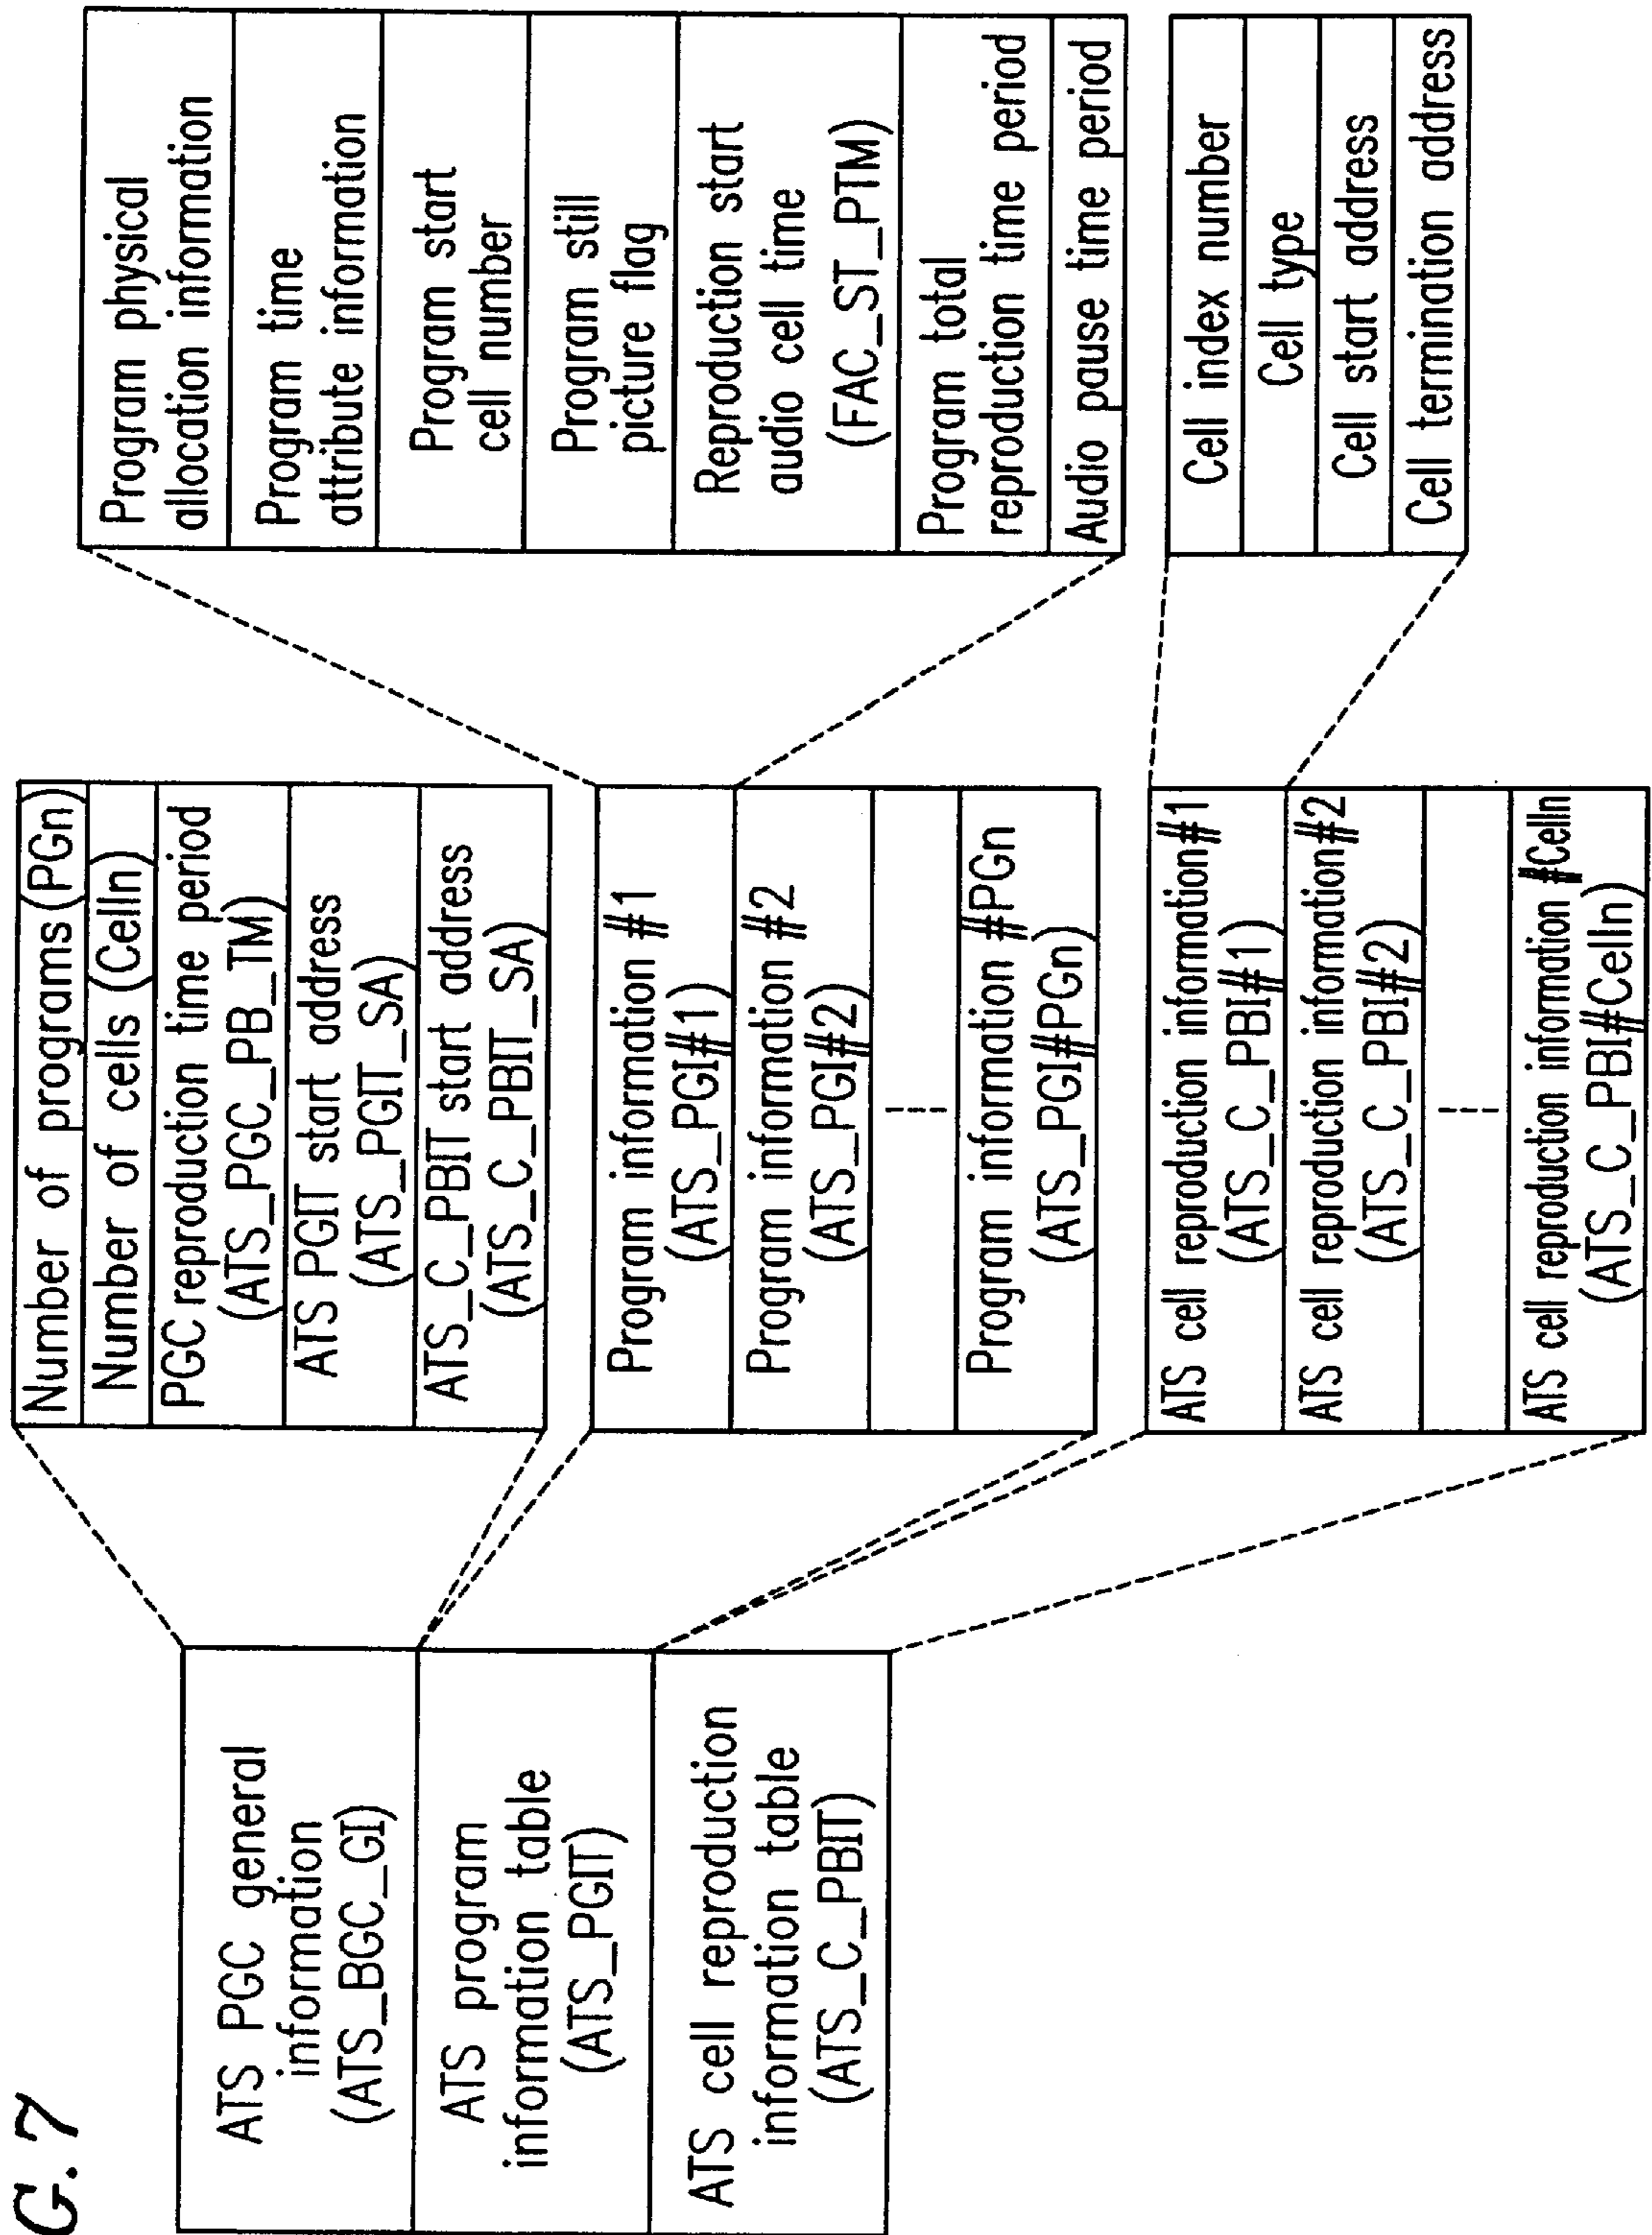 G. 7
ATS PGC general
information
(ATS_BGC_GI)
ATS program
information table
(ATS_PGIT)
ATS cell reproduction
information table
(ATS_C_PBIT)
Number of programs (PGn)
Number of cells (Celln)
PGC reproduction time period
(ATS_PGC_PB_TM)
ATS PGIT start address
(ATS_PGIT_SA)
ATS_C_PBIT start address
(ATS_C_PBIT_SA)
Program information #1
(ATS_PGI#1)
Program information #2
(ATS_PGI#2)
Program information #PGn
(ATS_PGI#PGn)
ATS cell reproduction information#1
(ATS_C_PBI#1)
ATS cell reproduction information#2
(ATS_C_PBI#2)
ATS cell reproduction information #Celln
(ATS_C_PBI#Celln)
Program physical
allocation information
Program time
attribute information
Program start
cell number
Program still
picture flag
Reproduction start
audio cell time
(FAC_ST_PTM)
Program total
reproduction time period
Audio pause time period
Cell index number
Cell type
Cell start address
Cell termination address